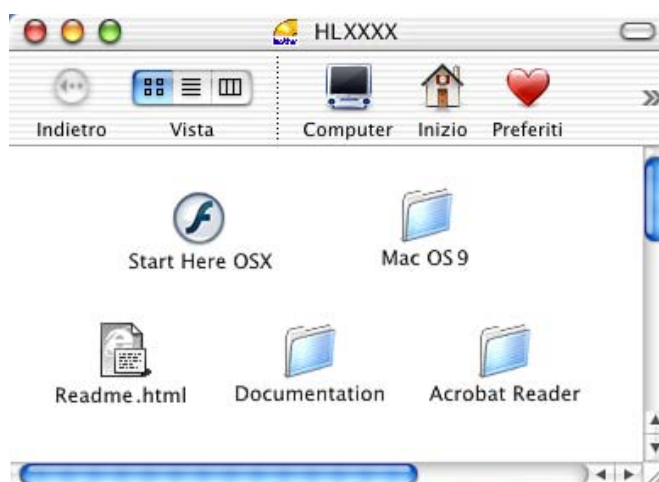 HLXXXX
Indietro Vista Computer Inizio Preferiti
Start Here OSX Mac OS 9
Readme.html Documentation Acrobat Reader